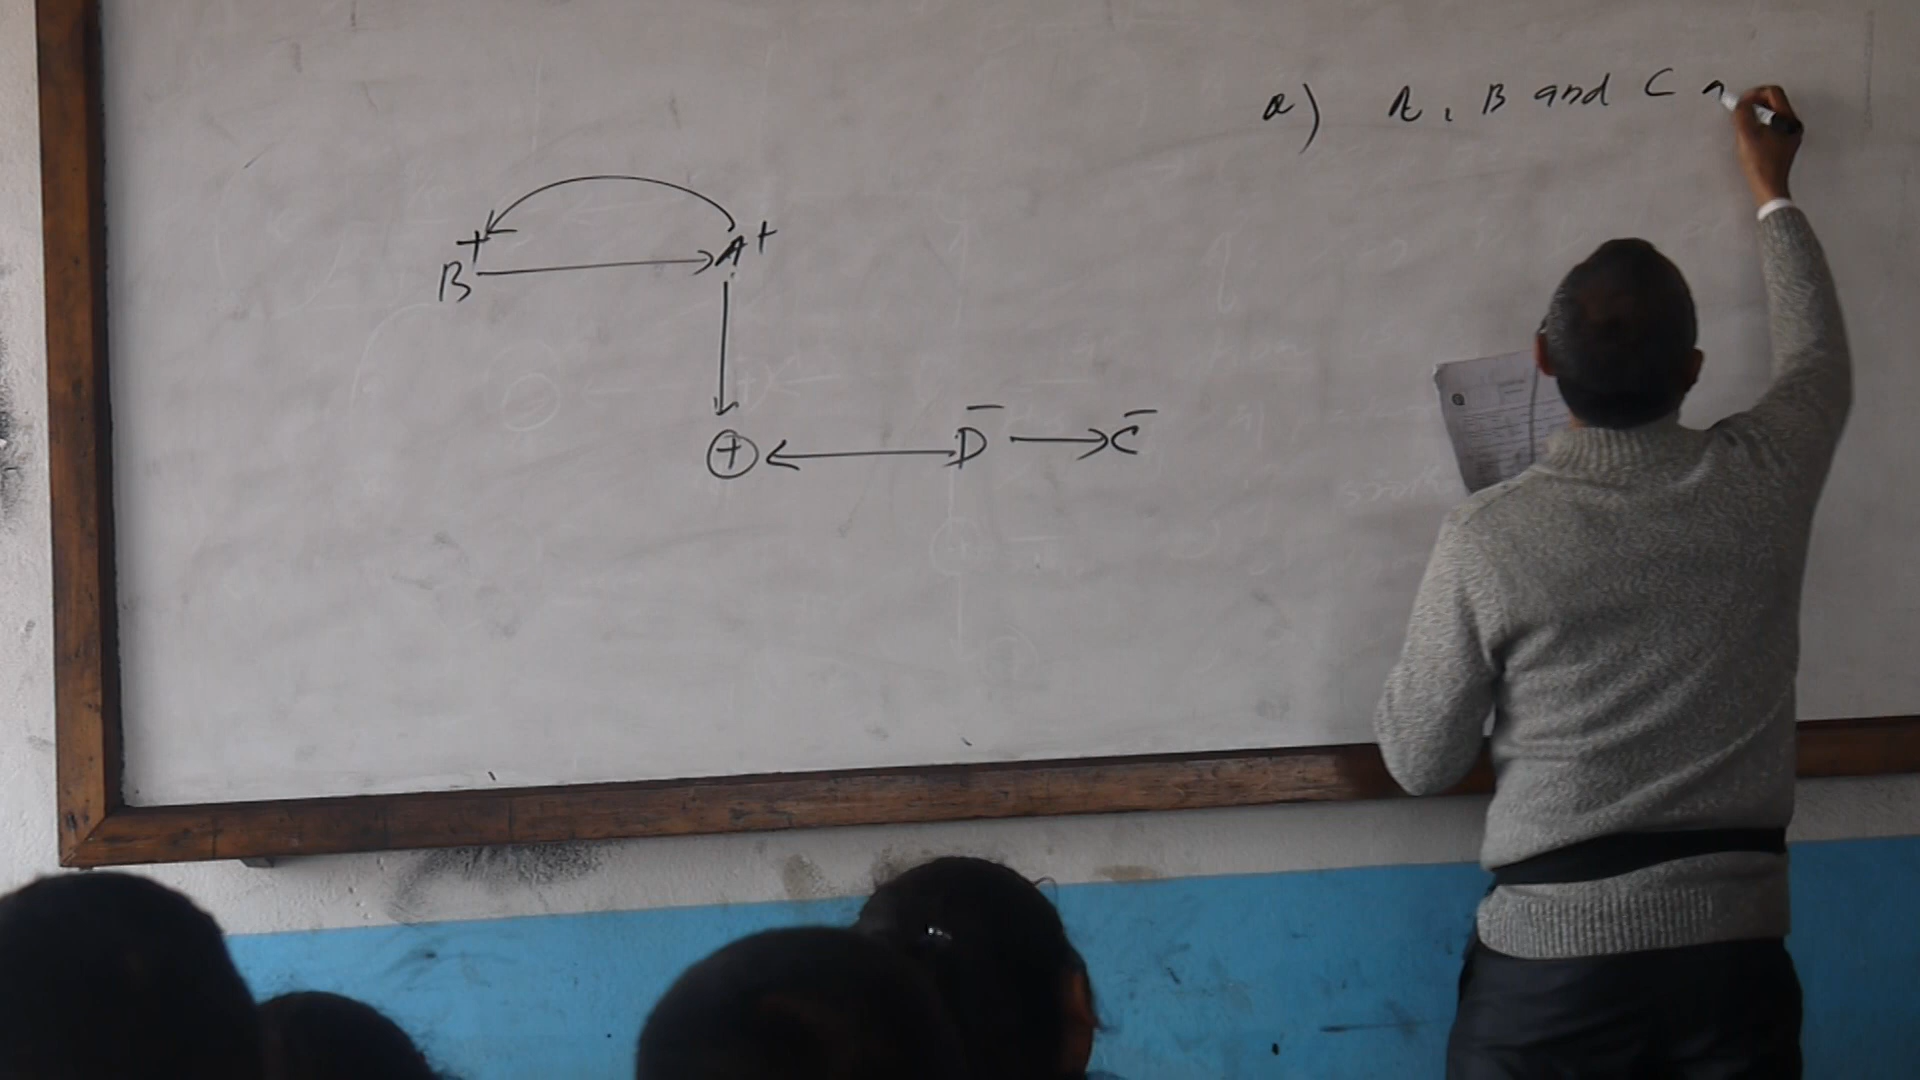 a) A, B and C
+ A+
B
⊕ D̅ C̅